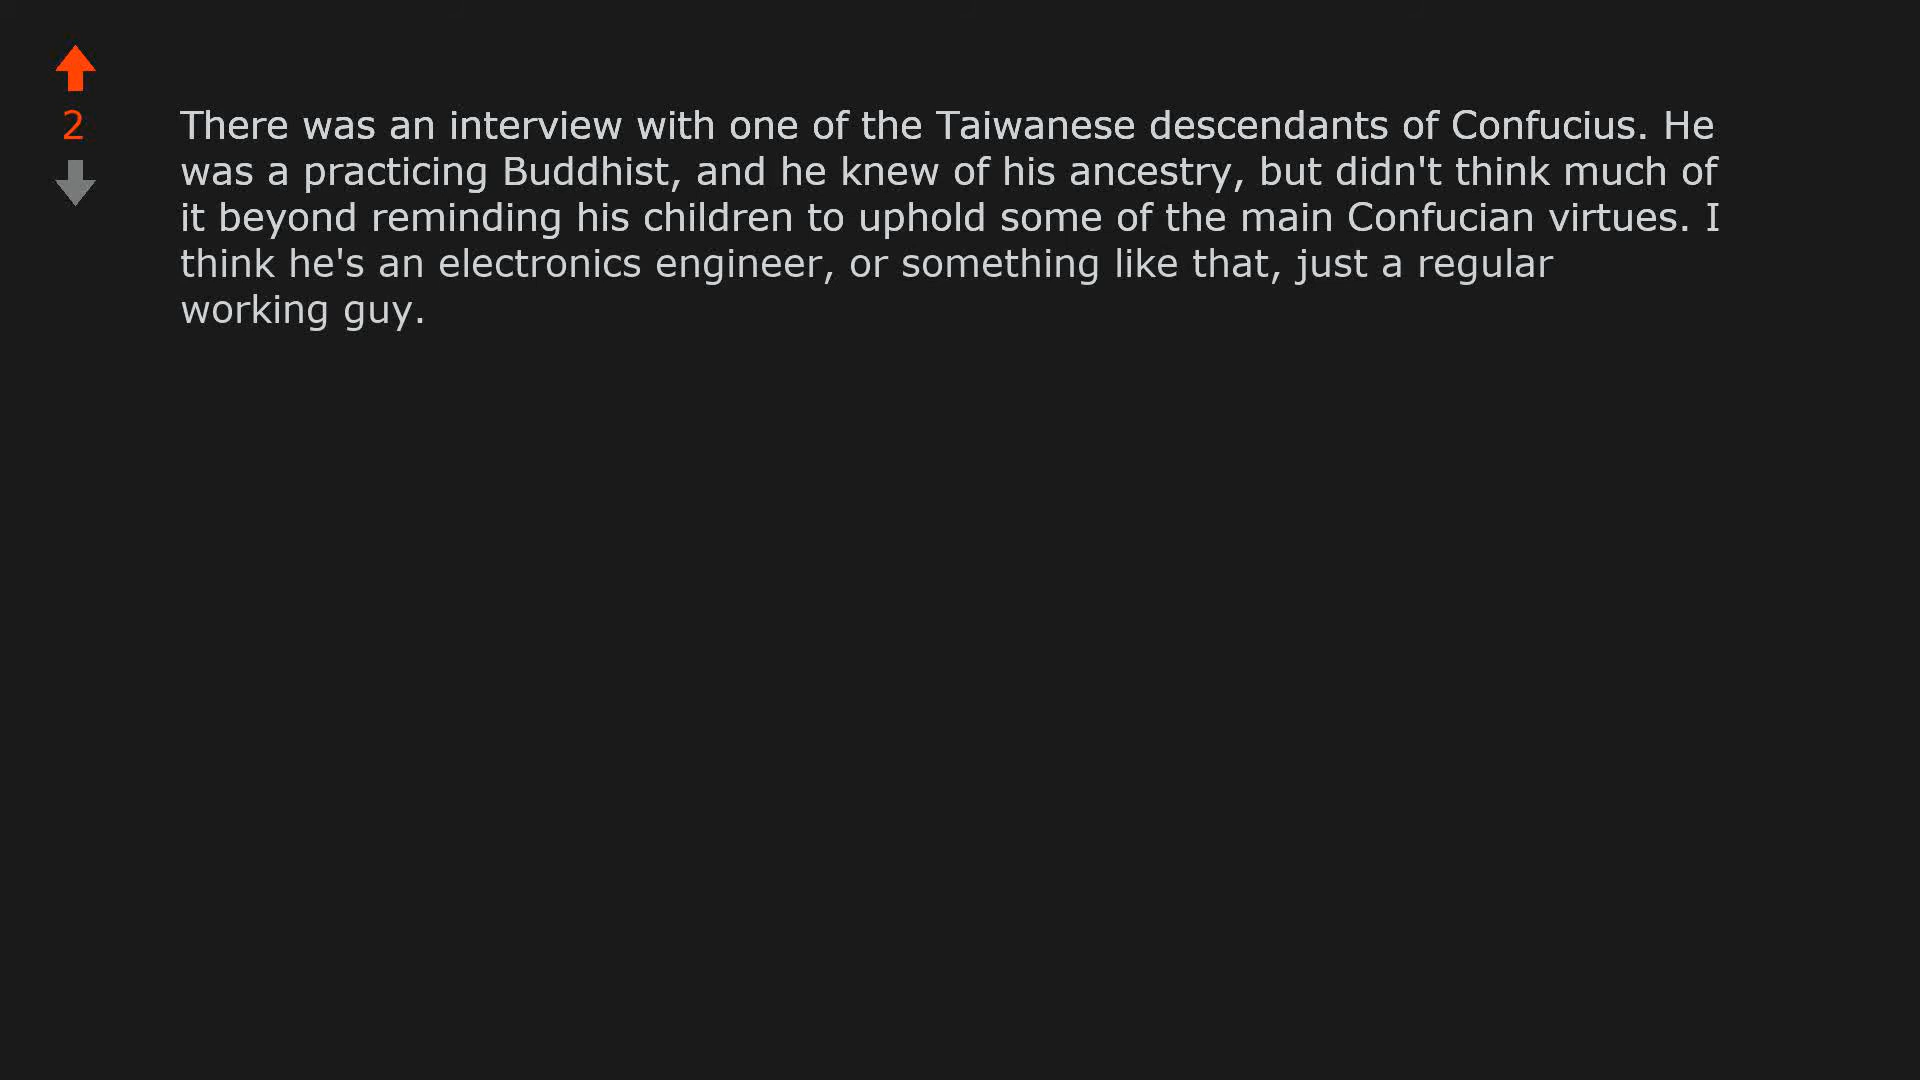 2
There was an interview with one of the Taiwanese descendants of Confucius. He
was a practicing Buddhist, and he knew of his ancestry, but didn't think much of
it beyond reminding his children to uphold some of the main Confucian virtues. I
think he's an electronics engineer, or something like that, just a regular
working guy.